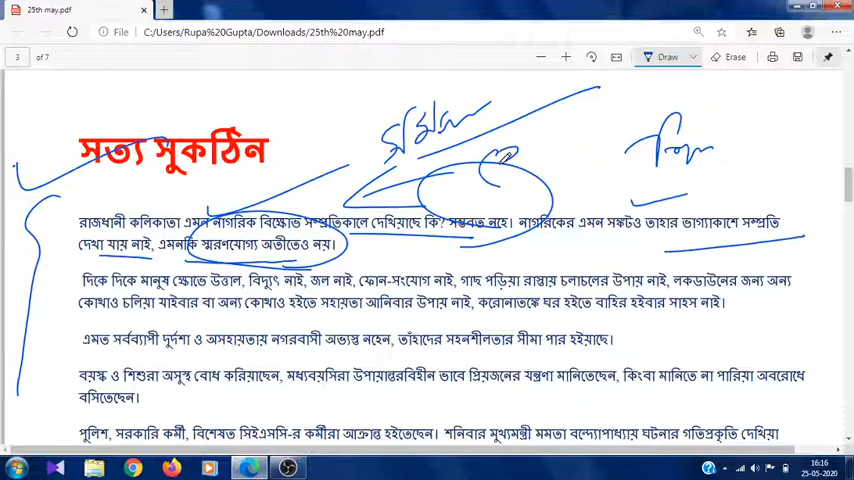 25th may.pdf
File C:/Users/Rupa%20Gupta/Downloads/25th%20may.pdf
3 of 7 Draw Erase
সত্য সুকঠিন
রাজধানী কলিকাতা এমন নাগরিক বিক্ষোভ সম্প্রতিকালে দেখিয়াছে কি? সম্ভবত নহে। নাগরিকের এমন সঙ্কটও তাহার ভাগ্যাকাশে সম্প্রতি
দেখা যায় নাই, এমনকি স্মরণযোগ্য অতীতেও নয়।
দিকে দিকে মানুষ ক্ষোভে উত্তাল, বিদ্যুৎ নাই, জল নাই, ফোন-সংযোগ নাই, গাছ পড়িয়া রাস্তায় চলাচলের উপায় নাই, লকডাউনের জন্য অন্য
কোথাও চলিয়া যাইবার বা অন্য কোথাও হইতে সহায়তা আনিবার উপায় নাই, করোনাতঙ্কে ঘর হইতে বাহির হইবার সাহস নাই।
এমত সর্বব্যাপী দুর্দশা ও অসহায়তায় নগরবাসী অভ্যস্ত নহেন, তাঁহাদের সহনশীলতার সীমা পার হইয়াছে।
বয়স্ক ও শিশুরা অসুস্থ বোধ করিয়াছেন, মধ্যবয়সিরা উপায়ান্তরবিহীন ভাবে প্রিয়জনের যন্ত্রণা মানিতেছেন, কিংবা মানিতে না পারিয়া অবরোধে
বসিতেছেন।
পুলিশ, সরকারি কর্মী, বিশেষত সিইএসসি-র কর্মীরা আক্রান্ত হইতেছেন। শনিবার মুখ্যমন্ত্রী মমতা বন্দ্যোপাধ্যায় ঘটনার গতিপ্রকৃতি দেখিয়া
16:16
25-05-2020